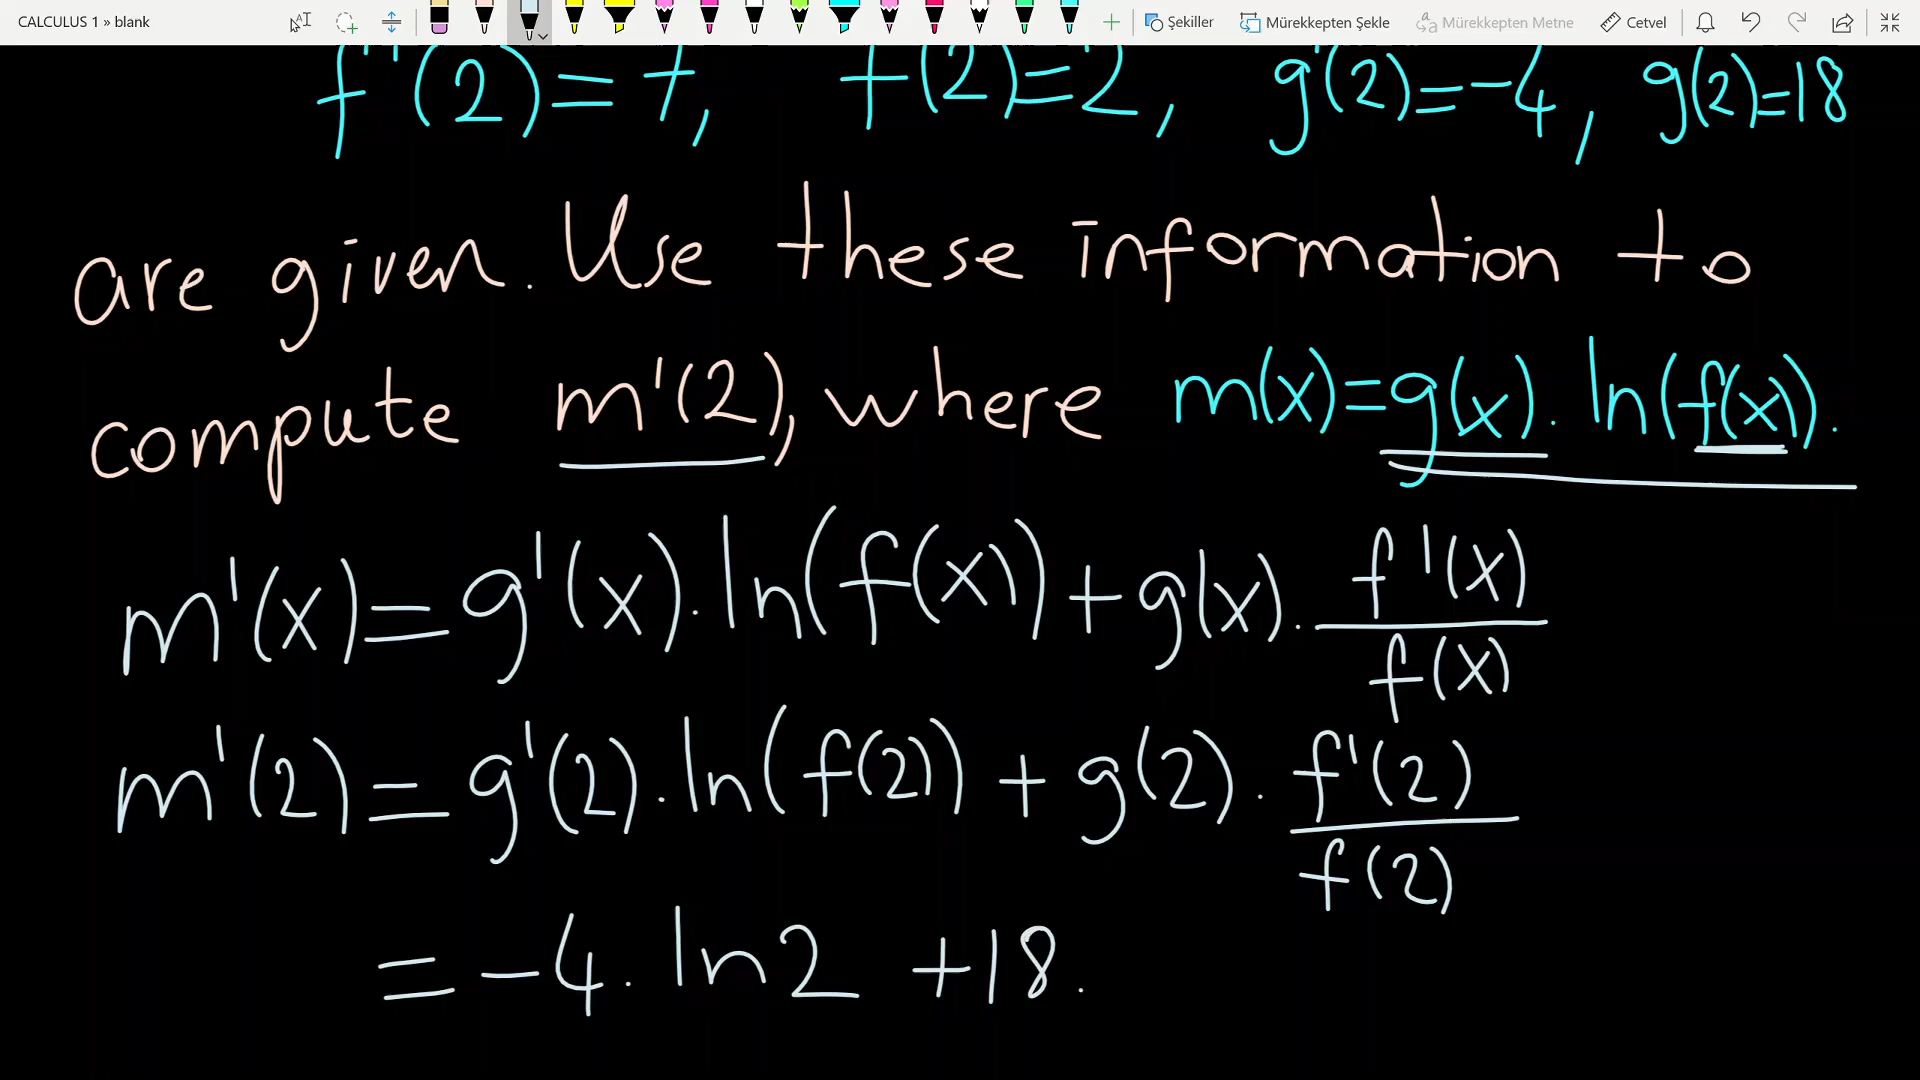 CALCULUS 1 » blank Şekiller Mürekkepten Şekle Mürekkepten Metne Cetvel
f'(2)= , f(2)=2, g'(2)=-4, g(2)=18
are given. Use these information to
compute m'(2), where m(x)=g(x).ln(f(x)).
m'(x)=g'(x).ln(f(x))+g(x).f'(x)/f(x)
m'(2)=g'(2).ln(f(2))+g(2).f'(2)/f(2)
=-4.ln2 +18.